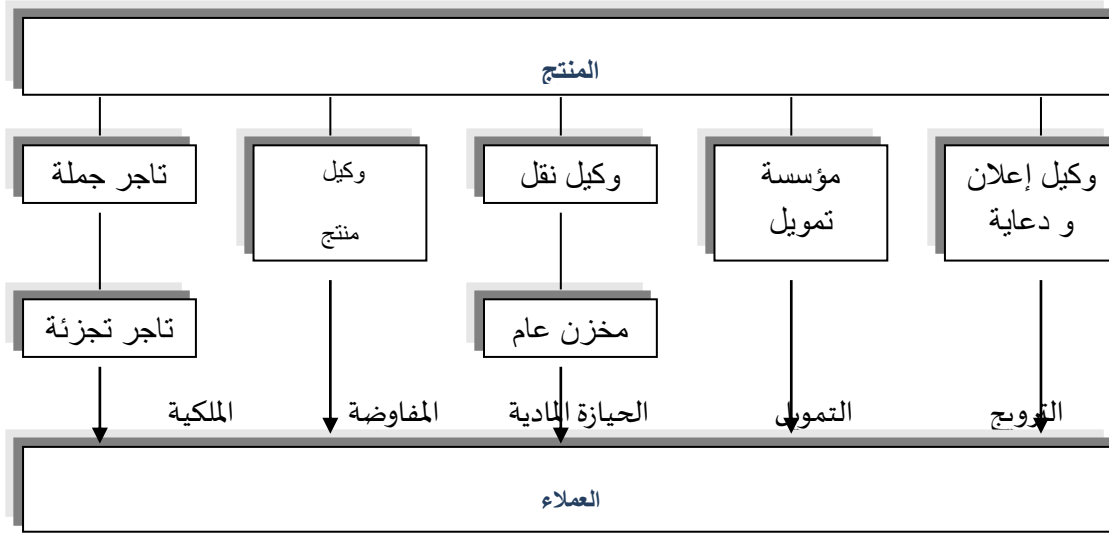 المنتج
وكيل إعلان
و دعاية
مؤسسة
تمويل
وكيل نقل
وكيل
منتج
تاجر جملة
مخزن عام
تاجر تجزئة
الترويج
التمويل
الحيازة المادية
المفاوضة
الملكية
العملاء